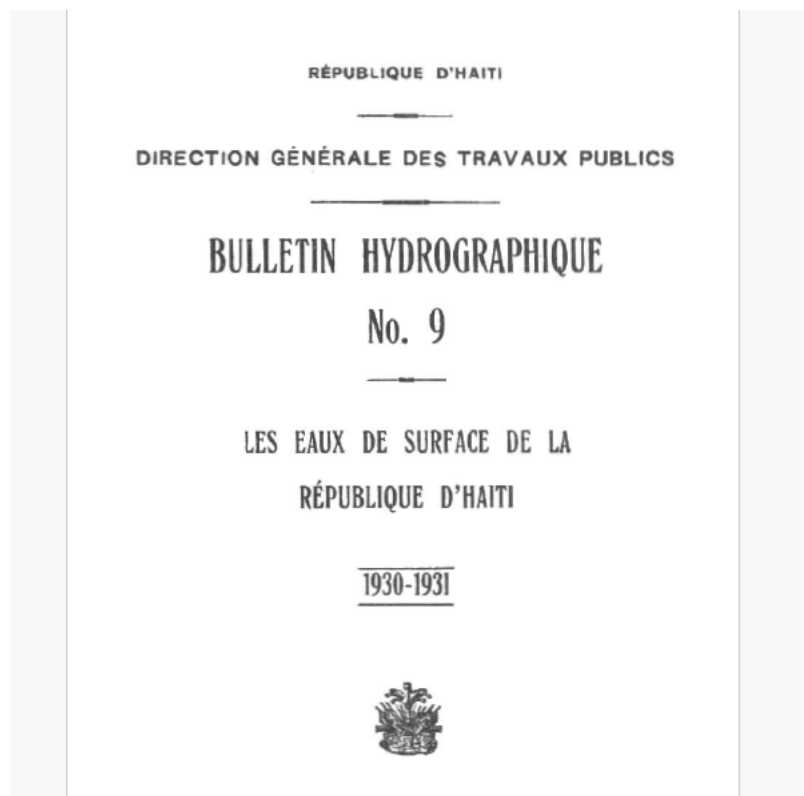 RÉPUBLIQUE D'HAITI
DIRECTION GÉNÉRALE DES TRAVAUX PUBLICS
BULLETIN HYDROGRAPHIQUE
No. 9
LES EAUX DE SURFACE DE LA
RÉPUBLIQUE D'HAITI
1930-1931